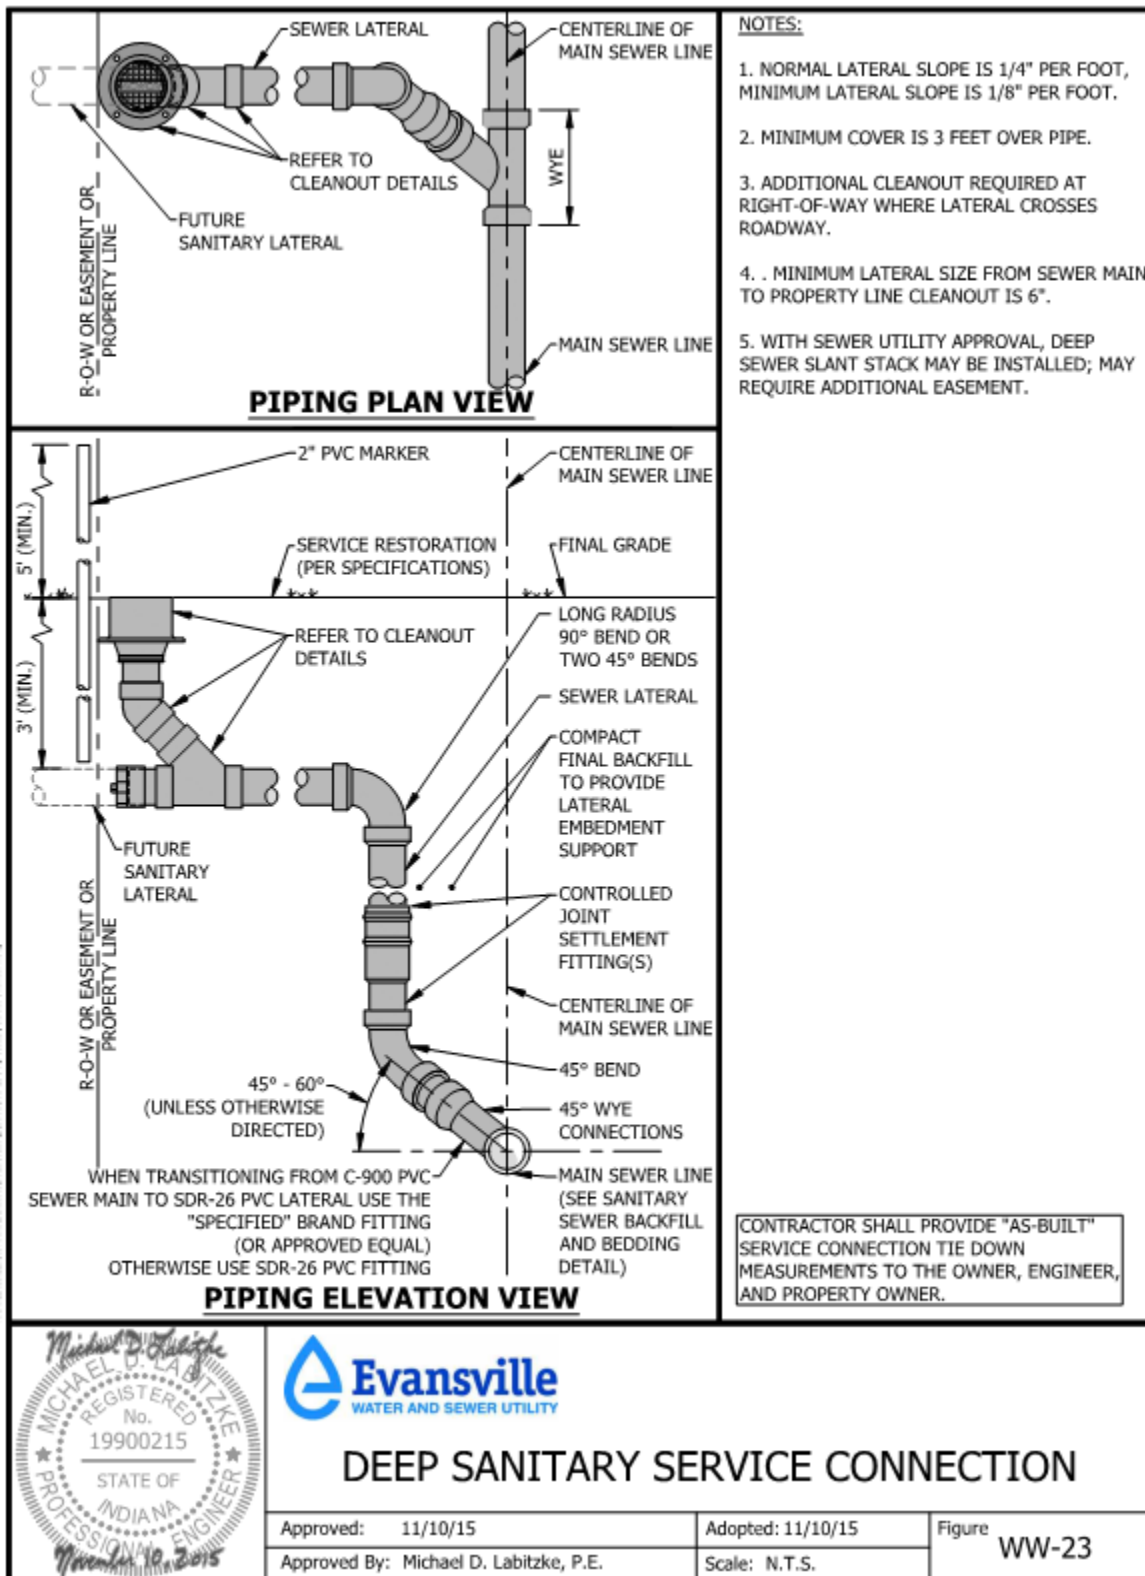 SEWER LATERAL
CENTERLINE OF
MAIN SEWER LINE
WYE
REFER TO
CLEANOUT DETAILS
FUTURE
SANITARY LATERAL
R-O-W OR EASEMENT OR
PROPERTY LINE
MAIN SEWER LINE
PIPING PLAN VIEW
NOTES:
1. NORMAL LATERAL SLOPE IS 1/4" PER FOOT,
MINIMUM LATERAL SLOPE IS 1/8" PER FOOT.
2. MINIMUM COVER IS 3 FEET OVER PIPE.
3. ADDITIONAL CLEANOUT REQUIRED AT
RIGHT-OF-WAY WHERE LATERAL CROSSES
ROADWAY.
4. . MINIMUM LATERAL SIZE FROM SEWER MAIN
TO PROPERTY LINE CLEANOUT IS 6".
5. WITH SEWER UTILITY APPROVAL, DEEP
SEWER SLANT STACK MAY BE INSTALLED; MAY
REQUIRE ADDITIONAL EASEMENT.
2" PVC MARKER
CENTERLINE OF
MAIN SEWER LINE
5' (MIN.)
SERVICE RESTORATION
(PER SPECIFICATIONS)
FINAL GRADE
3' (MIN.)
REFER TO CLEANOUT
DETAILS
LONG RADIUS
90° BEND OR
TWO 45° BENDS
SEWER LATERAL
COMPACT
FINAL BACKFILL
TO PROVIDE
LATERAL
EMBEDMENT
SUPPORT
FUTURE
SANITARY
LATERAL
R-O-W OR EASEMENT OR
PROPERTY LINE
CONTROLLED
JOINT
SETTLEMENT
FITTING(S)
CENTERLINE OF
MAIN SEWER LINE
45° BEND
45° - 60°
(UNLESS OTHERWISE
DIRECTED)
45° WYE
CONNECTIONS
WHEN TRANSITIONING FROM C-900 PVC
SEWER MAIN TO SDR-26 PVC LATERAL USE THE
"SPECIFIED" BRAND FITTING
(OR APPROVED EQUAL)
OTHERWISE USE SDR-26 PVC FITTING
MAIN SEWER LINE
(SEE SANITARY
SEWER BACKFILL
AND BEDDING
DETAIL)
PIPING ELEVATION VIEW
CONTRACTOR SHALL PROVIDE "AS-BUILT"
SERVICE CONNECTION TIE DOWN
MEASUREMENTS TO THE OWNER, ENGINEER,
AND PROPERTY OWNER.
Michael D. Labitzke
MICHAEL D. LABITZKE
REGISTERED
No.
19900215
STATE OF
INDIANA
PROFESSIONAL ENGINEER
November 10, 2015
Evansville
WATER AND SEWER UTILITY
DEEP SANITARY SERVICE CONNECTION
Approved: 11/10/15
Adopted: 11/10/15
Figure
WW-23
Approved By: Michael D. Labitzke, P.E.
Scale: N.T.S.